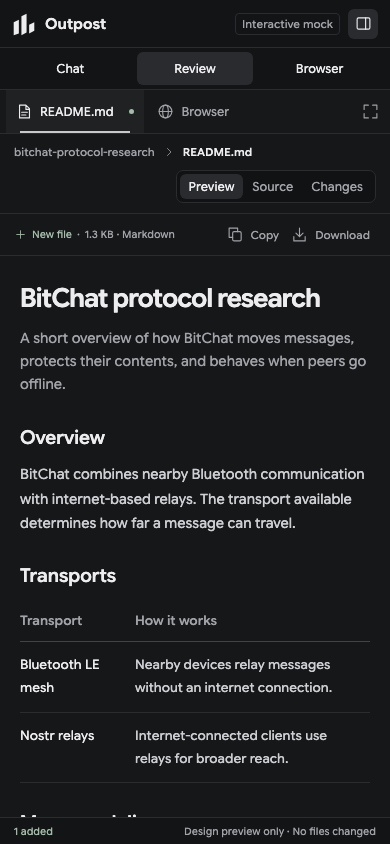 Outpost
Interactive mock
Chat
Review
Browser
README.md
Browser
bitchat-protocol-research > README.md
Preview
Source
Changes
+ New file · 1.3 KB · Markdown
Copy
Download
BitChat protocol research
A short overview of how BitChat moves messages,
protects their contents, and behaves when peers go
offline.
Overview
BitChat combines nearby Bluetooth communication
with internet-based relays. The transport available
determines how far a message can travel.
Transports
Transport
How it works
Bluetooth LE
mesh
Nearby devices relay messages
without an internet connection.
Nostr relays
Internet-connected clients use
relays for broader reach.
1 added
Design preview only · No files changed